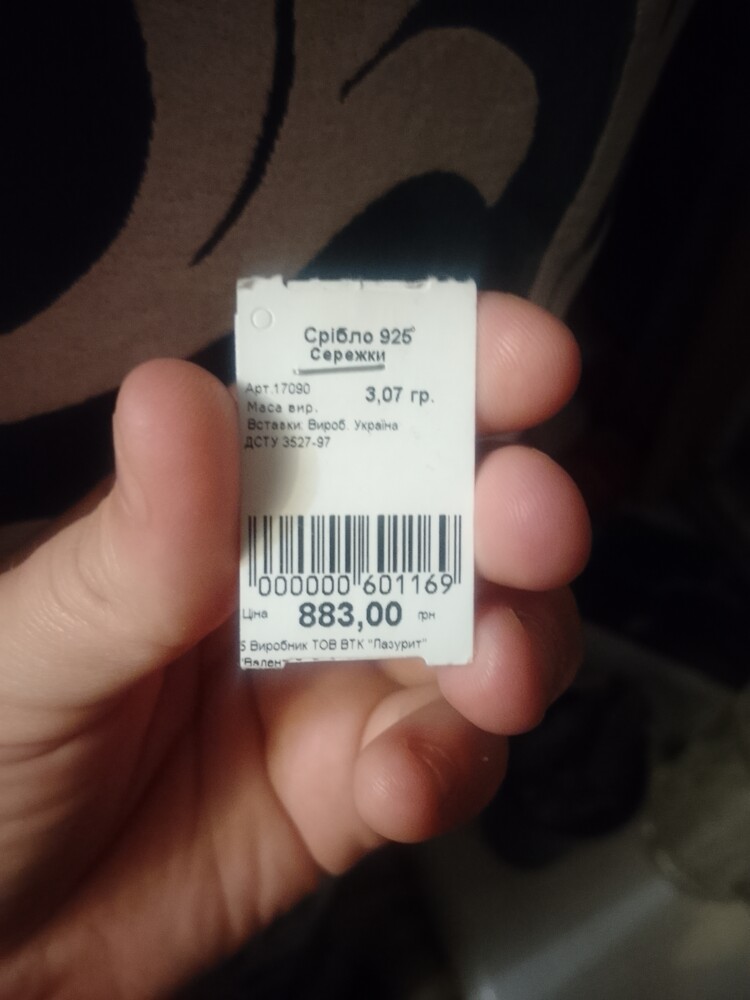 Срібло 925°
Сережки
Арт.17090
3,07 гр.
Маса вир.
Вставки: Вироб. Україна
ДСТУ 3527-97
000000 601169
Ціна 883,00 грн
Виробник ТОВ ВТК "Лазурит"